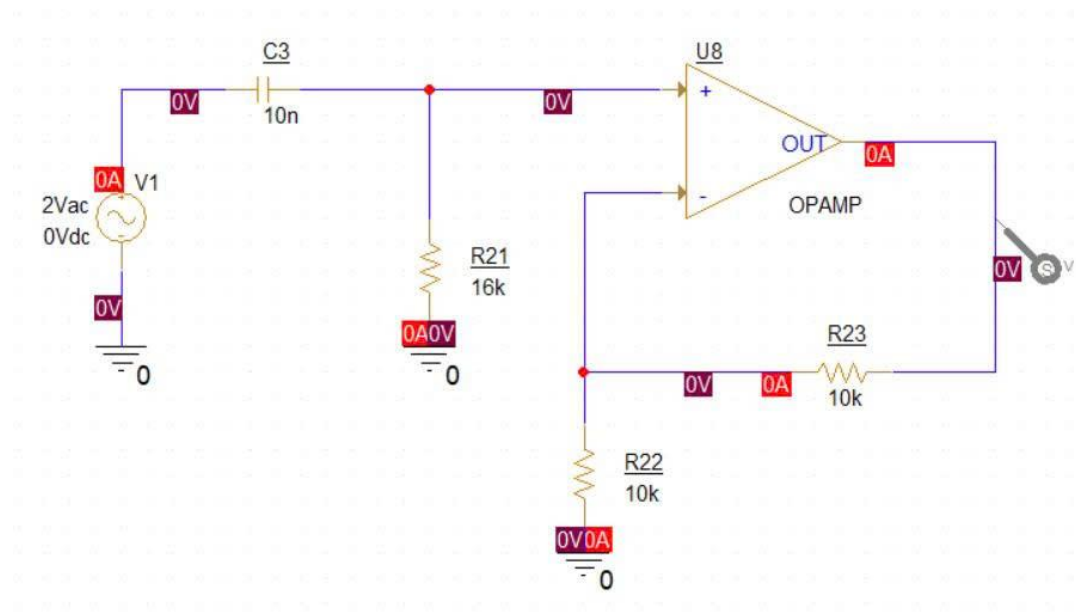 C3
10n
0V
0V
U8
+
-
OUT
OPAMP
0A
0A
V1
2Vac
0Vdc
0V
0
R21
16k
0A0V
0
0V
S
V
R23
10k
0V
0A
R22
10k
0V0A
0